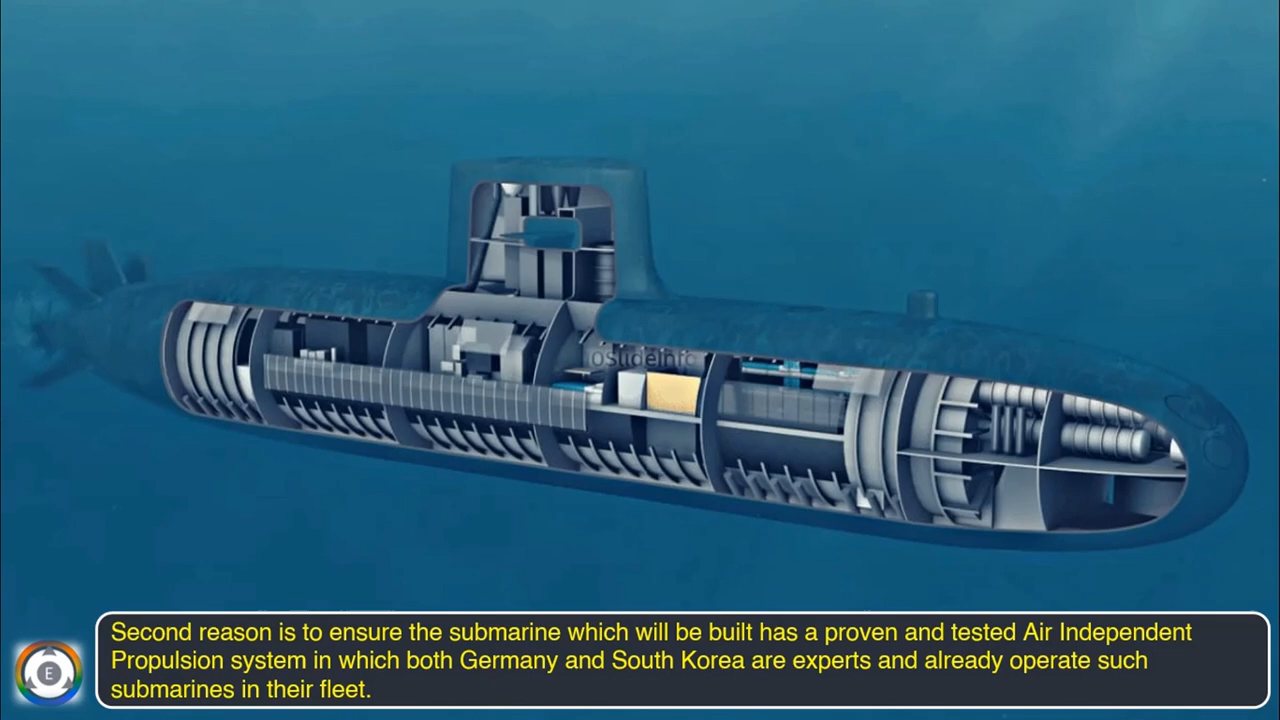 Second reason is to ensure the submarine which will be built has a proven and tested Air Independent
Propulsion system in which both Germany and South Korea are experts and already operate such
submarines in their fleet.
E